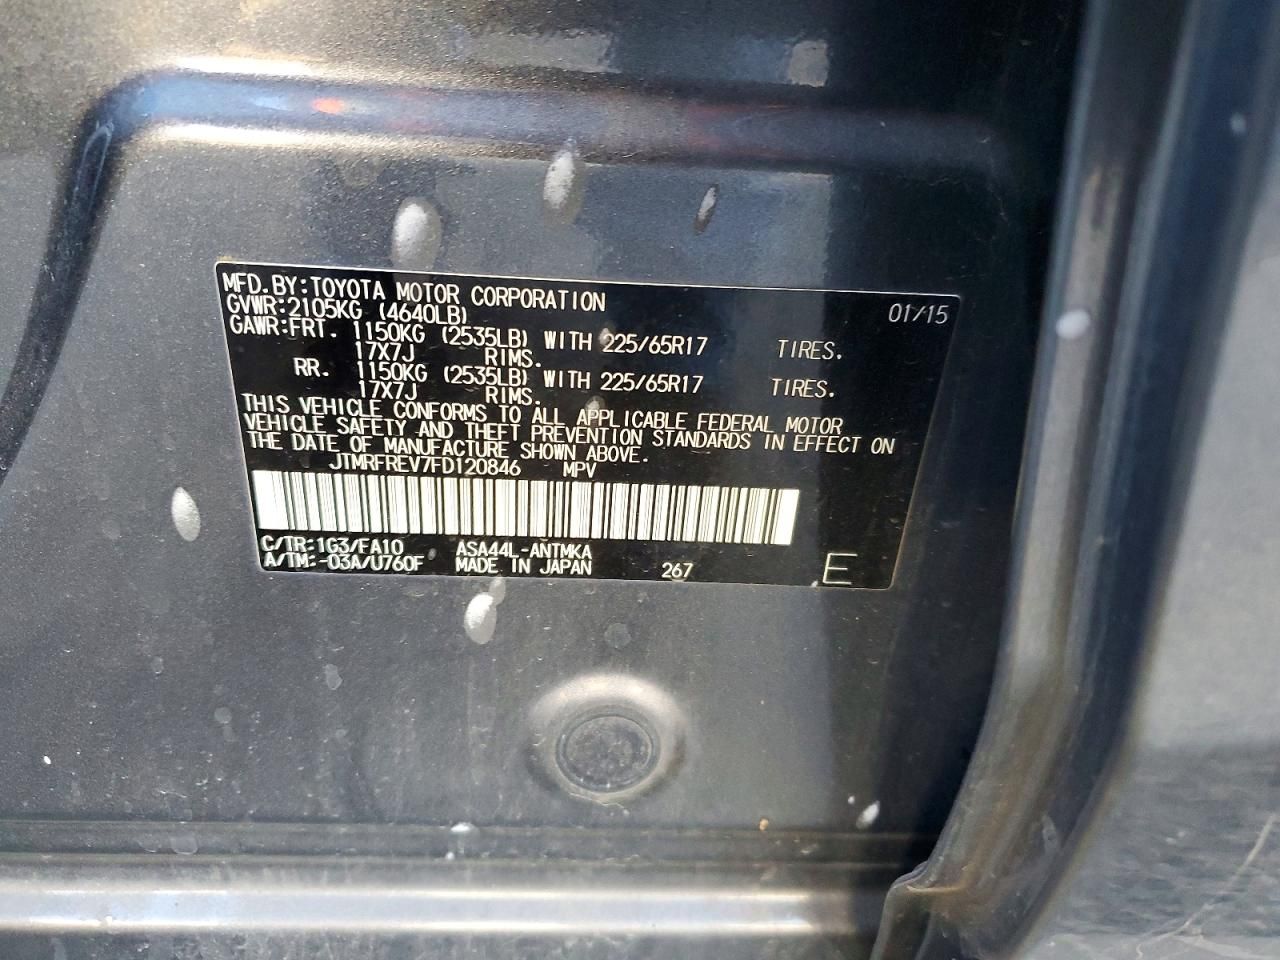 MFD.BY:TOYOTA MOTOR CORPORATION 01/15
GVWR:2105KG (4640LB)
GAWR:FRT. 1150KG (2535LB) WITH 225/65R17 TIRES.
17X7J RIMS.
RR. 1150KG (2535LB) WITH 225/65R17 TIRES.
17X7J RIMS.
THIS VEHICLE CONFORMS TO ALL APPLICABLE FEDERAL MOTOR
VEHICLE SAFETY AND THEFT PREVENTION STANDARDS IN EFFECT ON
THE DATE OF MANUFACTURE SHOWN ABOVE.
JTMRFREV7FD120846 MPV
C/TR:1G3/FA10 ASA44L-ANTMKA
A/TM:-03A/U760F MADE IN JAPAN 267 E